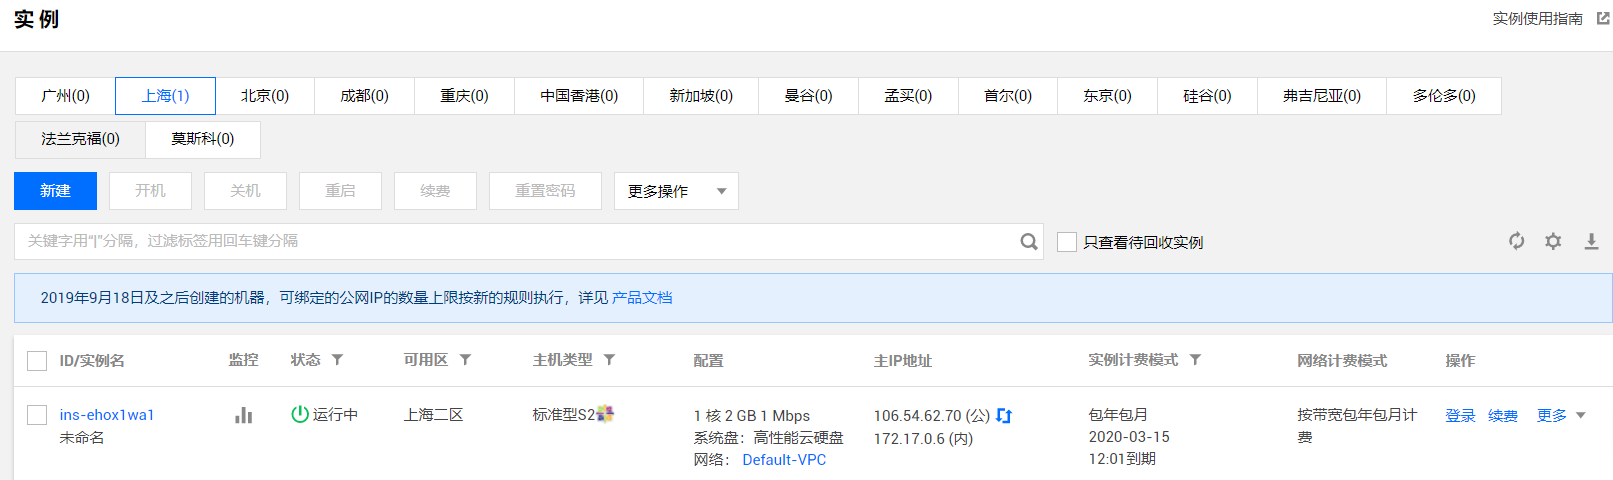 实例
实例使用指南
广州(0) 上海(1) 北京(0) 成都(0) 重庆(0) 中国香港(0) 新加坡(0) 曼谷(0) 孟买(0) 首尔(0) 东京(0) 硅谷(0) 弗吉尼亚(0) 多伦多(0)
法兰克福(0) 莫斯科(0)
新建 开机 关机 重启 续费 重置密码 更多操作
关键字用“|”分隔，过滤标签用回车键分隔 只查看待回收实例
2019年9月18日及之后创建的机器，可绑定的公网IP的数量上限按新的规则执行，详见 产品文档
ID/实例名 监控 状态 可用区 主机类型 配置 主IP地址 实例计费模式 网络计费模式 操作
ins-ehox1wa1
未命名
运行中
上海二区
标准型S2
1 核 2 GB 1 Mbps
系统盘：高性能云硬盘
网络： Default-VPC
106.54.62.70 (公)
172.17.0.6 (内)
包年包月
2020-03-15
12:01到期
按带宽包年包月计
费
登录 续费 更多